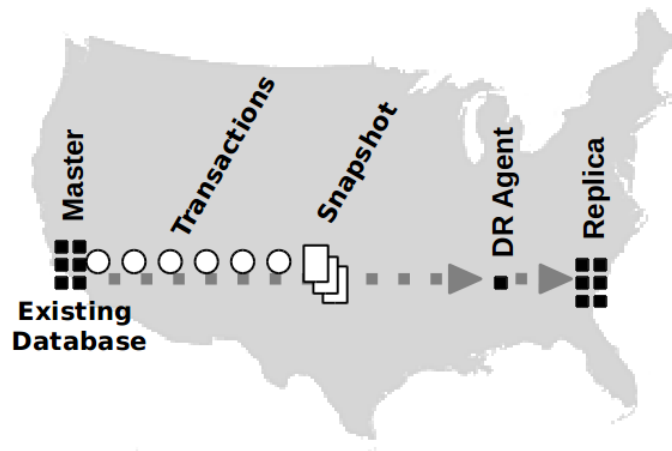 Master
Transactions
Snapshot
DR Agent
Replica
Existing
Database